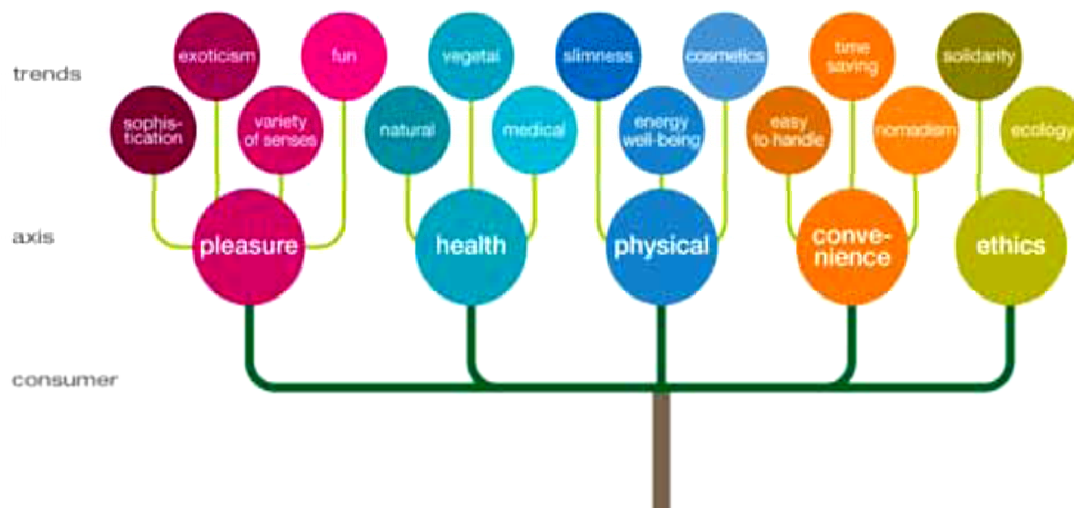 trends
exoticism
fun
vegetal
slimness
cosmetics
time
saving
solidarity
sophis-
tication
variety
of senses
natural
medical
energy
well-being
easy
to handle
nomadism
ecology
axis
pleasure
health
physical
conve-
nience
ethics
consumer